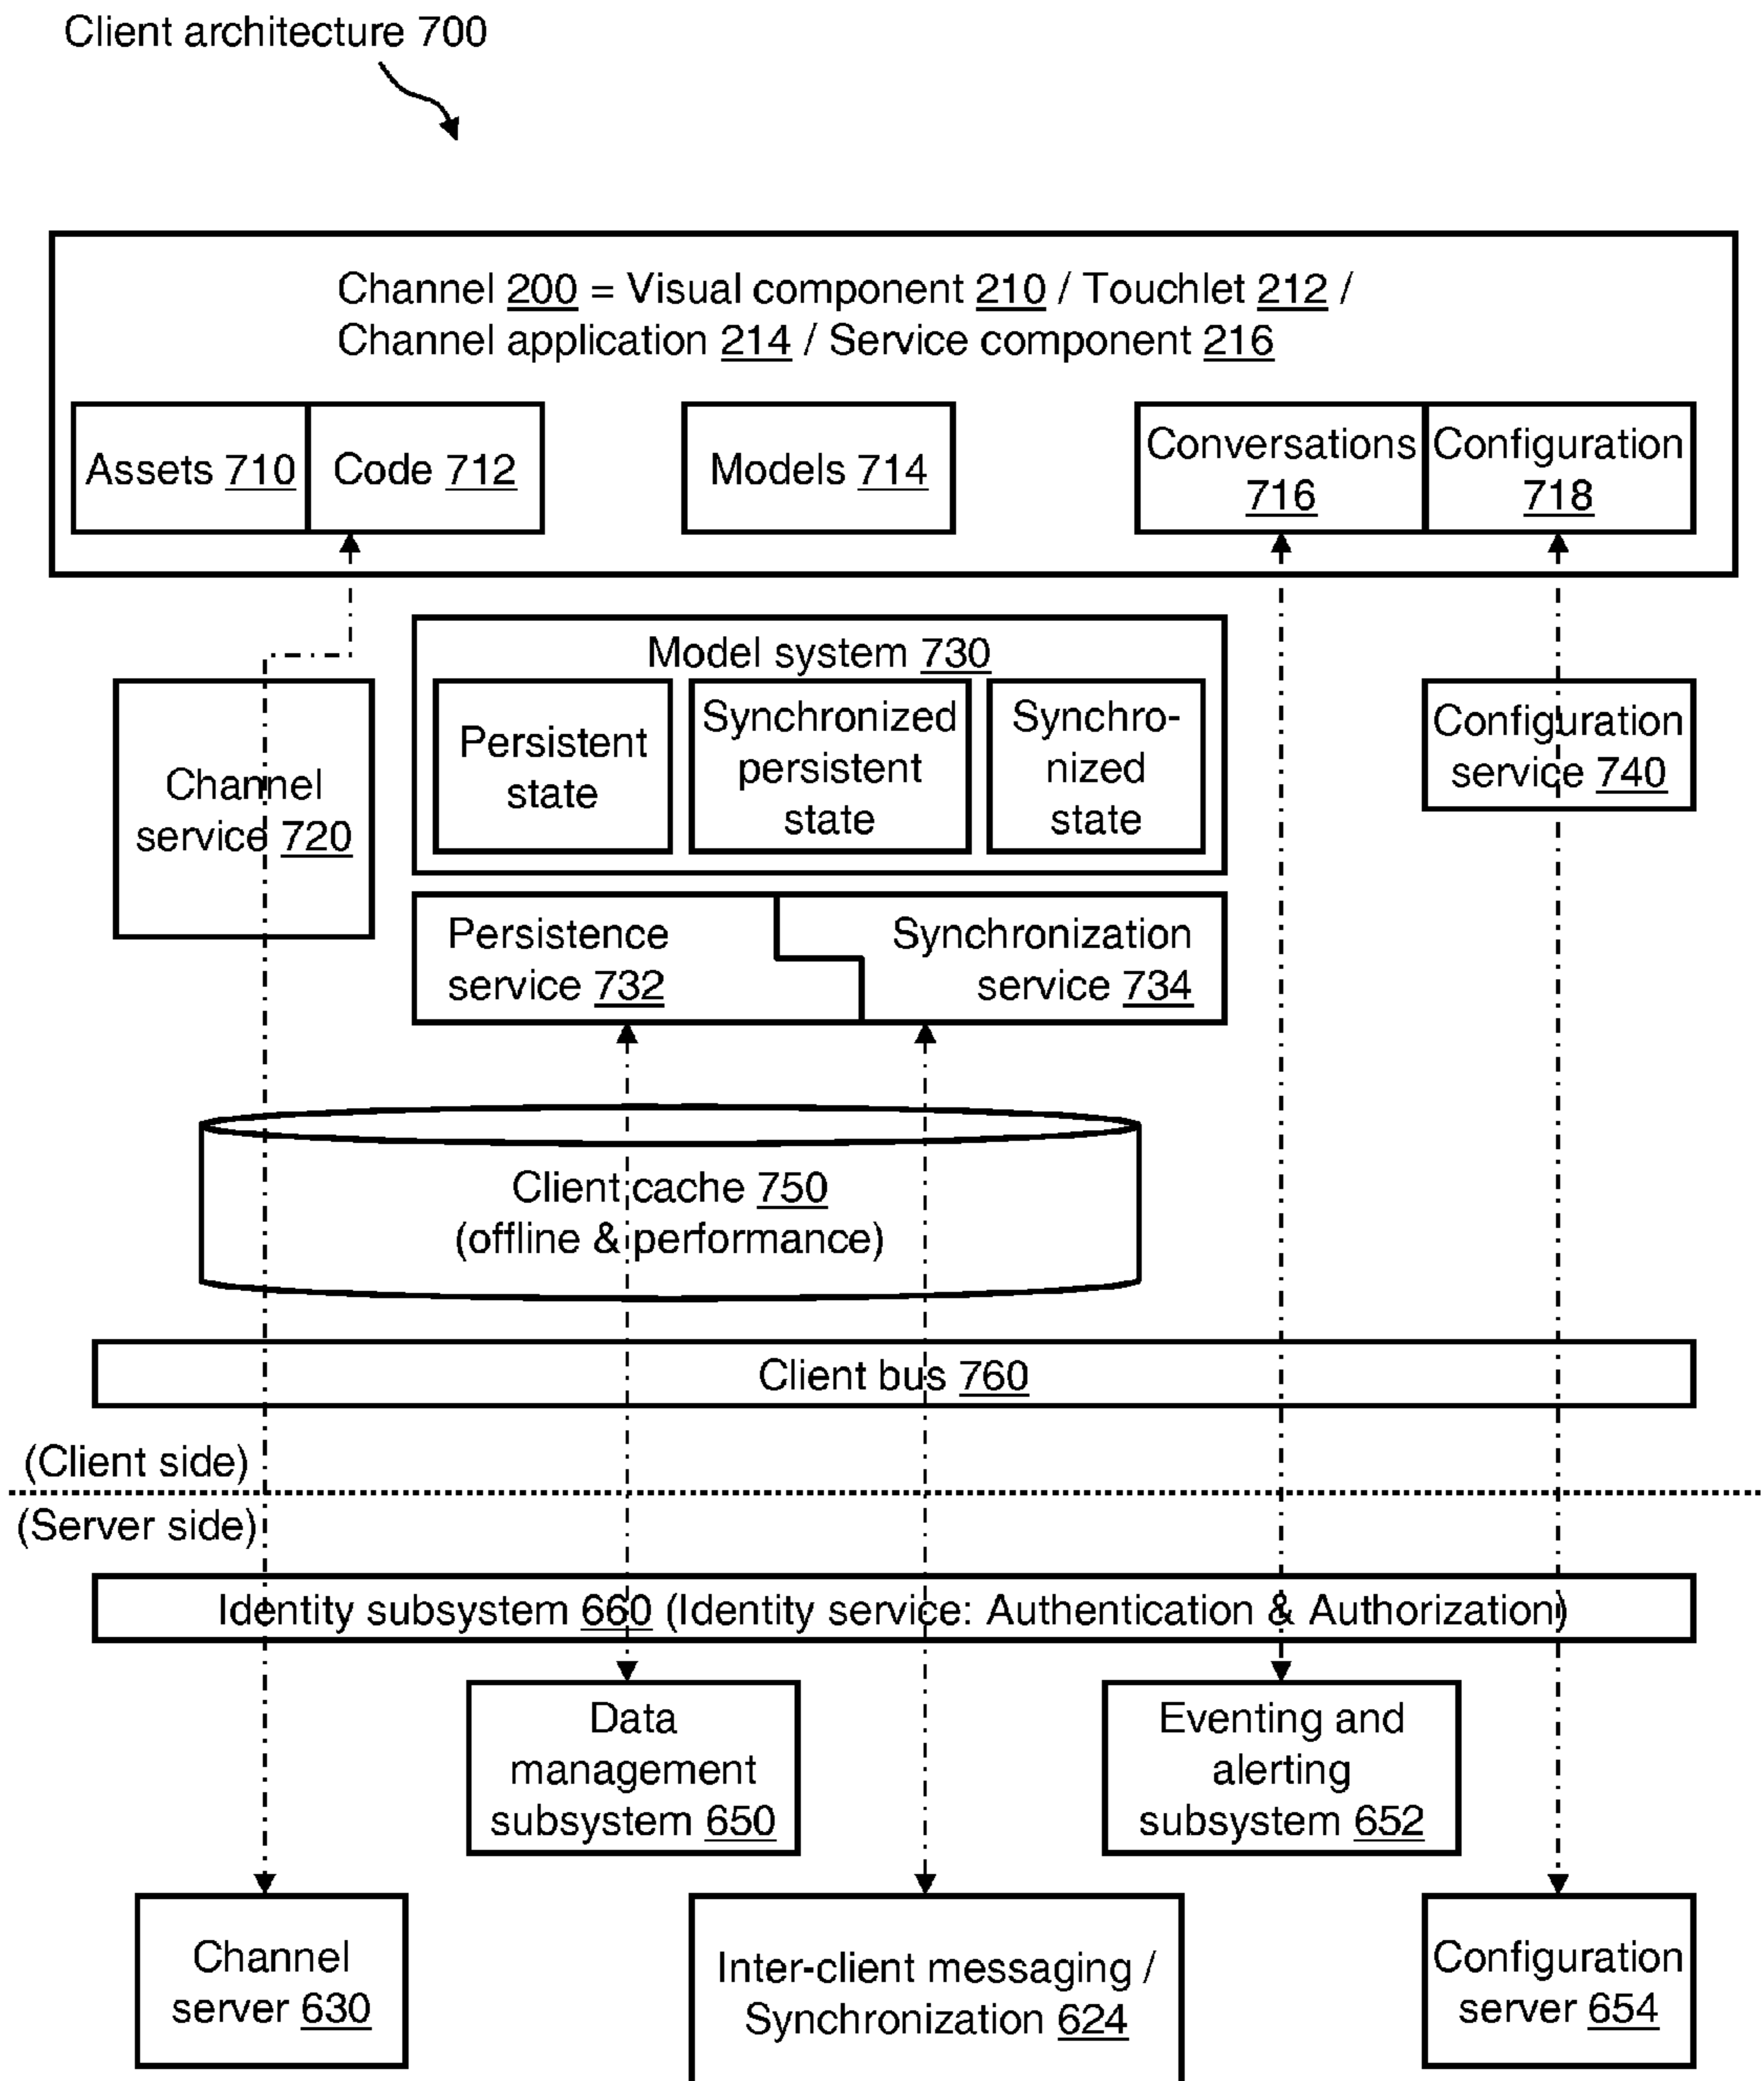 Client architecture 700
Channel 200 = Visual component 210 / Touchlet 212 /
Channel application 214 / Service component 216
Assets 710
Code 712
Models 714
Conversations
716
Configuration
718
Model system 730
Persistent
state
Synchronized
persistent
state
Synchro-
nized
state
Channel
service 720
Configuration
service 740
Persistence
service 732
Synchronization
service 734
Client cache 750
(offline & performance)
Client bus 760
(Client side)
(Server side)
Identity subsystem 660 (Identity service: Authentication & Authorization)
Data
management
subsystem 650
Eventing and
alerting
subsystem 652
Channel
server 630
Inter-client messaging /
Synchronization 624
Configuration
server 654